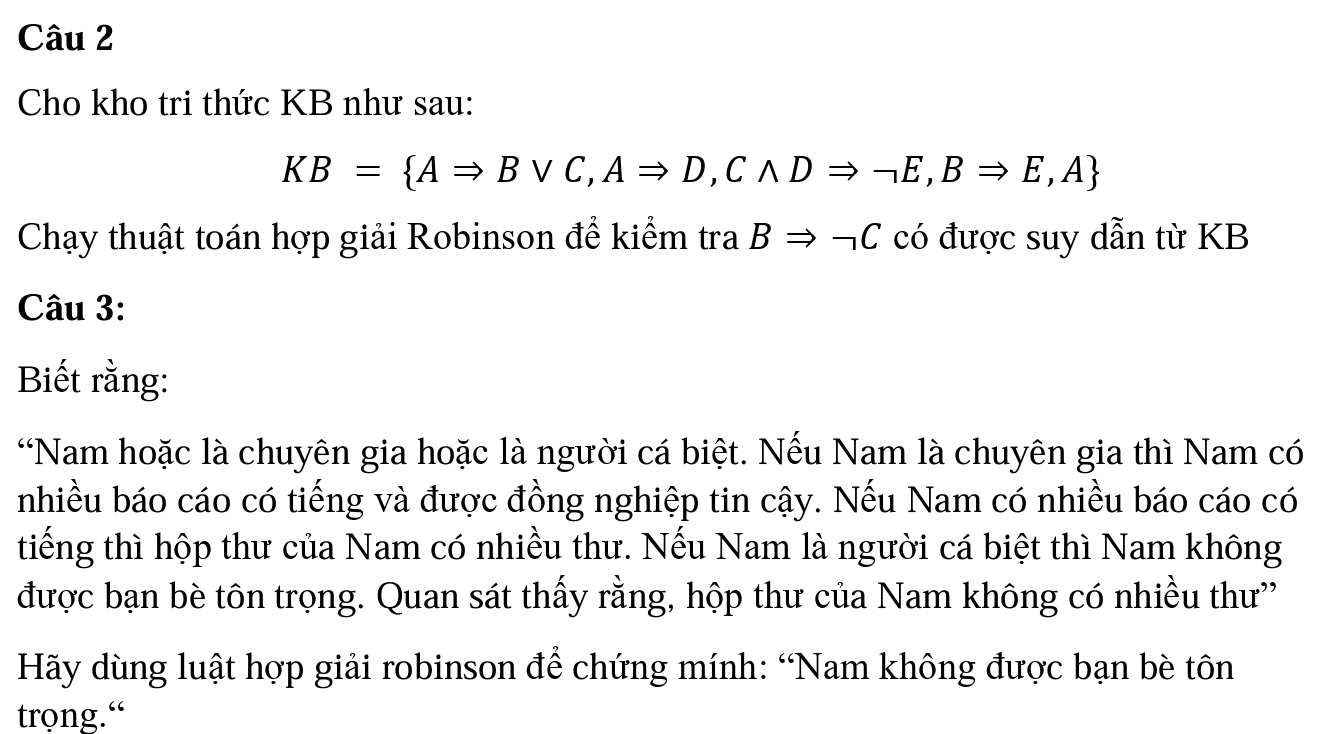 Câu 2
Cho kho tri thức KB như sau:
KB = {A ⇒ B ∨ C, A ⇒ D, C ∧ D ⇒ ¬E, B ⇒ E, A}
Chạy thuật toán hợp giải Robinson để kiểm tra B ⇒ ¬C có được suy dẫn từ KB
Câu 3:
Biết rằng:
“Nam hoặc là chuyên gia hoặc là người cá biệt. Nếu Nam là chuyên gia thì Nam có
nhiều báo cáo có tiếng và được đồng nghiệp tin cậy. Nếu Nam có nhiều báo cáo có
tiếng thì hộp thư của Nam có nhiều thư. Nếu Nam là người cá biệt thì Nam không
được bạn bè tôn trọng. Quan sát thấy rằng, hộp thư của Nam không có nhiều thư”
Hãy dùng luật hợp giải robinson để chứng mính: “Nam không được bạn bè tôn
trọng.“